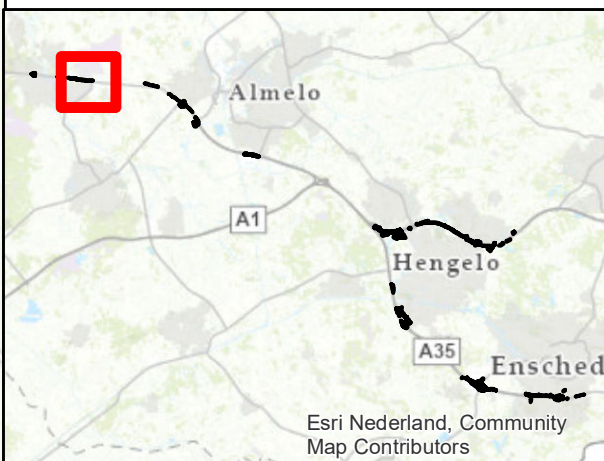 Almelo
A1
Hengelo
A35
Ensched
Esri Nederland, Community
Map Contributors